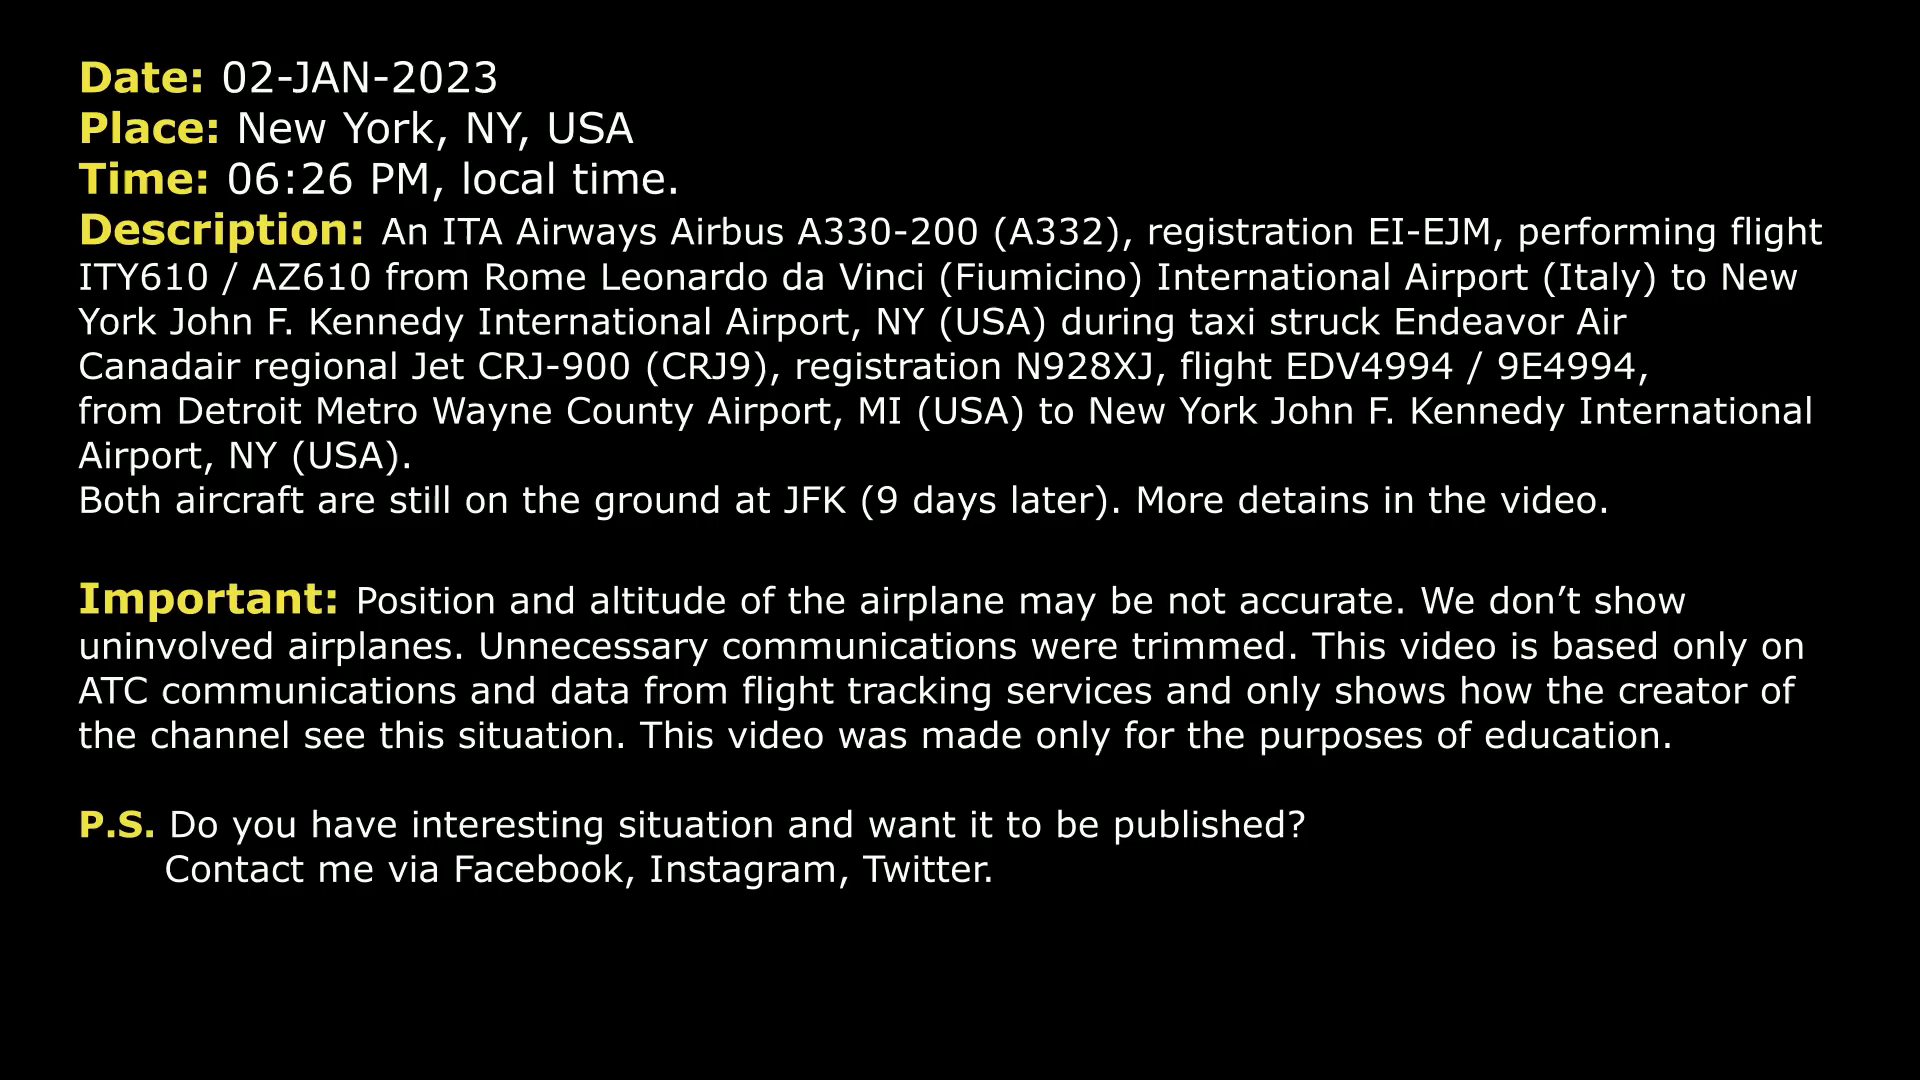 Date: 02-JAN-2023
Place: New York, NY, USA
Time: 06:26 PM, local time.
Description: An ITA Airways Airbus A330-200 (A332), registration EI-EJM, performing flight
ITY610 / AZ610 from Rome Leonardo da Vinci (Fiumicino) International Airport (Italy) to New
York John F. Kennedy International Airport, NY (USA) during taxi struck Endeavor Air
Canadair regional Jet CRJ-900 (CRJ9), registration N928XJ, flight EDV4994 / 9E4994,
from Detroit Metro Wayne County Airport, MI (USA) to New York John F. Kennedy International
Airport, NY (USA).
Both aircraft are still on the ground at JFK (9 days later). More detains in the video.
Important: Position and altitude of the airplane may be not accurate. We don’t show
uninvolved airplanes. Unnecessary communications were trimmed. This video is based only on
ATC communications and data from flight tracking services and only shows how the creator of
the channel see this situation. This video was made only for the purposes of education.
P.S. Do you have interesting situation and want it to be published?
Contact me via Facebook, Instagram, Twitter.